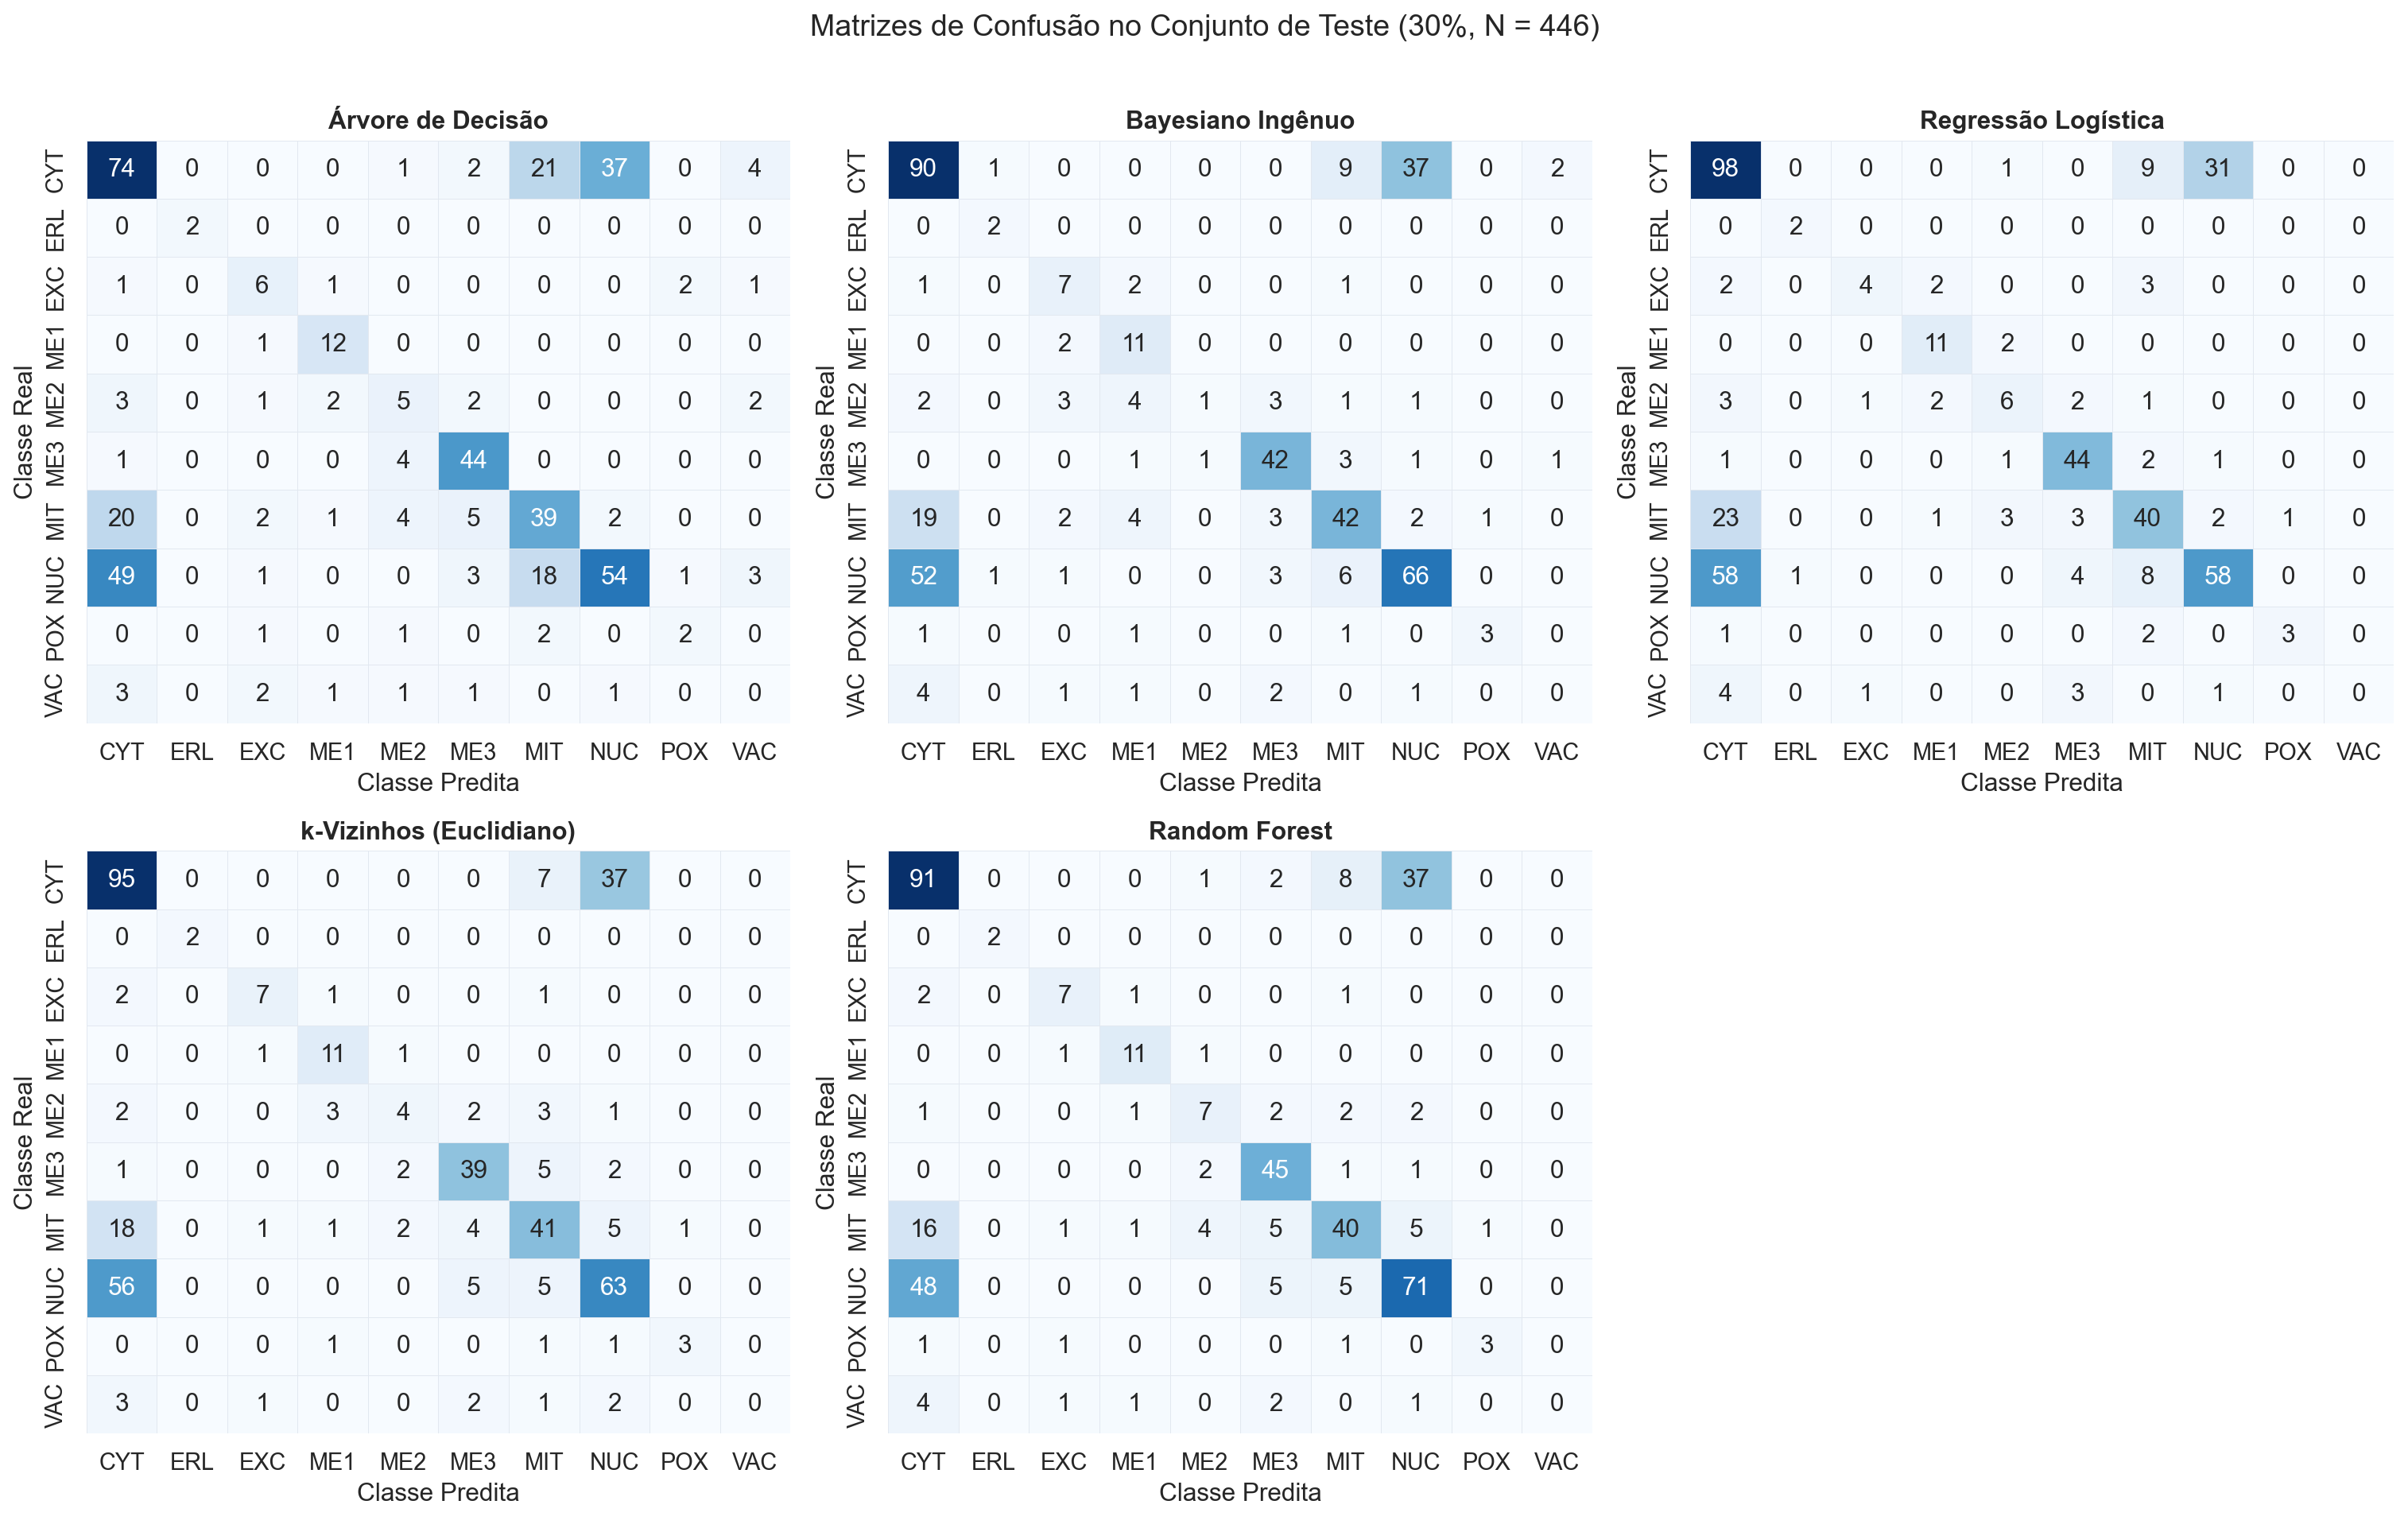 Matrizes de Confusão no Conjunto de Teste (30%, N = 446)
Árvore de Decisão
Classe Real
CYT 74 0 0 0 1 2 21 37 0 4
ERL 0 2 0 0 0 0 0 0 0 0
EXC 1 0 6 1 0 0 0 0 2 1
ME1 0 0 1 12 0 0 0 0 0 0
ME2 3 0 1 2 5 2 0 0 0 2
ME3 1 0 0 0 4 44 0 0 0 0
MIT 20 0 2 1 4 5 39 2 0 0
NUC 49 0 1 0 0 3 18 54 1 3
POX 0 0 1 0 1 0 2 0 2 0
VAC 3 0 2 1 1 1 0 1 0 0
CYT ERL EXC ME1 ME2 ME3 MIT NUC POX VAC
Classe Predita
Bayesiano Ingênuo
Classe Real
CYT 90 1 0 0 0 0 9 37 0 2
ERL 0 2 0 0 0 0 0 0 0 0
EXC 1 0 7 2 0 0 1 0 0 0
ME1 0 0 2 11 0 0 0 0 0 0
ME2 2 0 3 4 1 3 1 1 0 0
ME3 0 0 0 1 1 42 3 1 0 1
MIT 19 0 2 4 0 3 42 2 1 0
NUC 52 1 1 0 0 3 6 66 0 0
POX 1 0 0 1 0 0 1 0 3 0
VAC 4 0 1 1 0 2 0 1 0 0
CYT ERL EXC ME1 ME2 ME3 MIT NUC POX VAC
Classe Predita
Regressão Logística
Classe Real
CYT 98 0 0 0 1 0 9 31 0 0
ERL 0 2 0 0 0 0 0 0 0 0
EXC 2 0 4 2 0 0 3 0 0 0
ME1 0 0 0 11 2 0 0 0 0 0
ME2 3 0 1 2 6 2 1 0 0 0
ME3 1 0 0 0 1 44 2 1 0 0
MIT 23 0 0 1 3 3 40 2 1 0
NUC 58 1 0 0 0 4 8 58 0 0
POX 1 0 0 0 0 0 2 0 3 0
VAC 4 0 1 0 0 3 0 1 0 0
CYT ERL EXC ME1 ME2 ME3 MIT NUC POX VAC
Classe Predita
k-Vizinhos (Euclidiano)
Classe Real
CYT 95 0 0 0 0 0 7 37 0 0
ERL 0 2 0 0 0 0 0 0 0 0
EXC 2 0 7 1 0 0 1 0 0 0
ME1 0 0 1 11 1 0 0 0 0 0
ME2 2 0 0 3 4 2 3 1 0 0
ME3 1 0 0 0 2 39 5 2 0 0
MIT 18 0 1 1 2 4 41 5 1 0
NUC 56 0 0 0 0 5 5 63 0 0
POX 0 0 0 1 0 0 1 1 3 0
VAC 3 0 1 0 0 2 1 2 0 0
CYT ERL EXC ME1 ME2 ME3 MIT NUC POX VAC
Classe Predita
Random Forest
Classe Real
CYT 91 0 0 0 1 2 8 37 0 0
ERL 0 2 0 0 0 0 0 0 0 0
EXC 2 0 7 1 0 0 1 0 0 0
ME1 0 0 1 11 1 0 0 0 0 0
ME2 1 0 0 1 7 2 2 2 0 0
ME3 0 0 0 0 2 45 1 1 0 0
MIT 16 0 1 1 4 5 40 5 1 0
NUC 48 0 0 0 0 5 5 71 0 0
POX 1 0 1 0 0 0 1 0 3 0
VAC 4 0 1 1 0 2 0 1 0 0
CYT ERL EXC ME1 ME2 ME3 MIT NUC POX VAC
Classe Predita